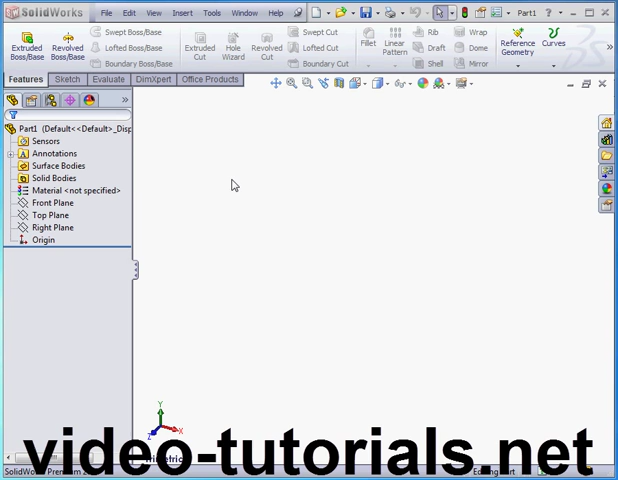 SolidWorks File Edit View Insert Tools Window Help Part1
Extruded Boss/Base
Revolved Boss/Base
Swept Boss/Base
Lofted Boss/Base
Boundary Boss/Base
Extruded Cut
Hole Wizard
Revolved Cut
Swept Cut
Lofted Cut
Boundary Cut
Fillet
Linear Pattern
Rib
Draft
Shell
Wrap
Dome
Mirror
Reference Geometry
Curves
Features Sketch Evaluate DimXpert Office Products
Part1 (Default<<Default>_Disp
Sensors
Annotations
Surface Bodies
Solid Bodies
Material <not specified>
Front Plane
Top Plane
Right Plane
Origin
Y
X
Z
video-tutorials.net
SolidWorks Premium